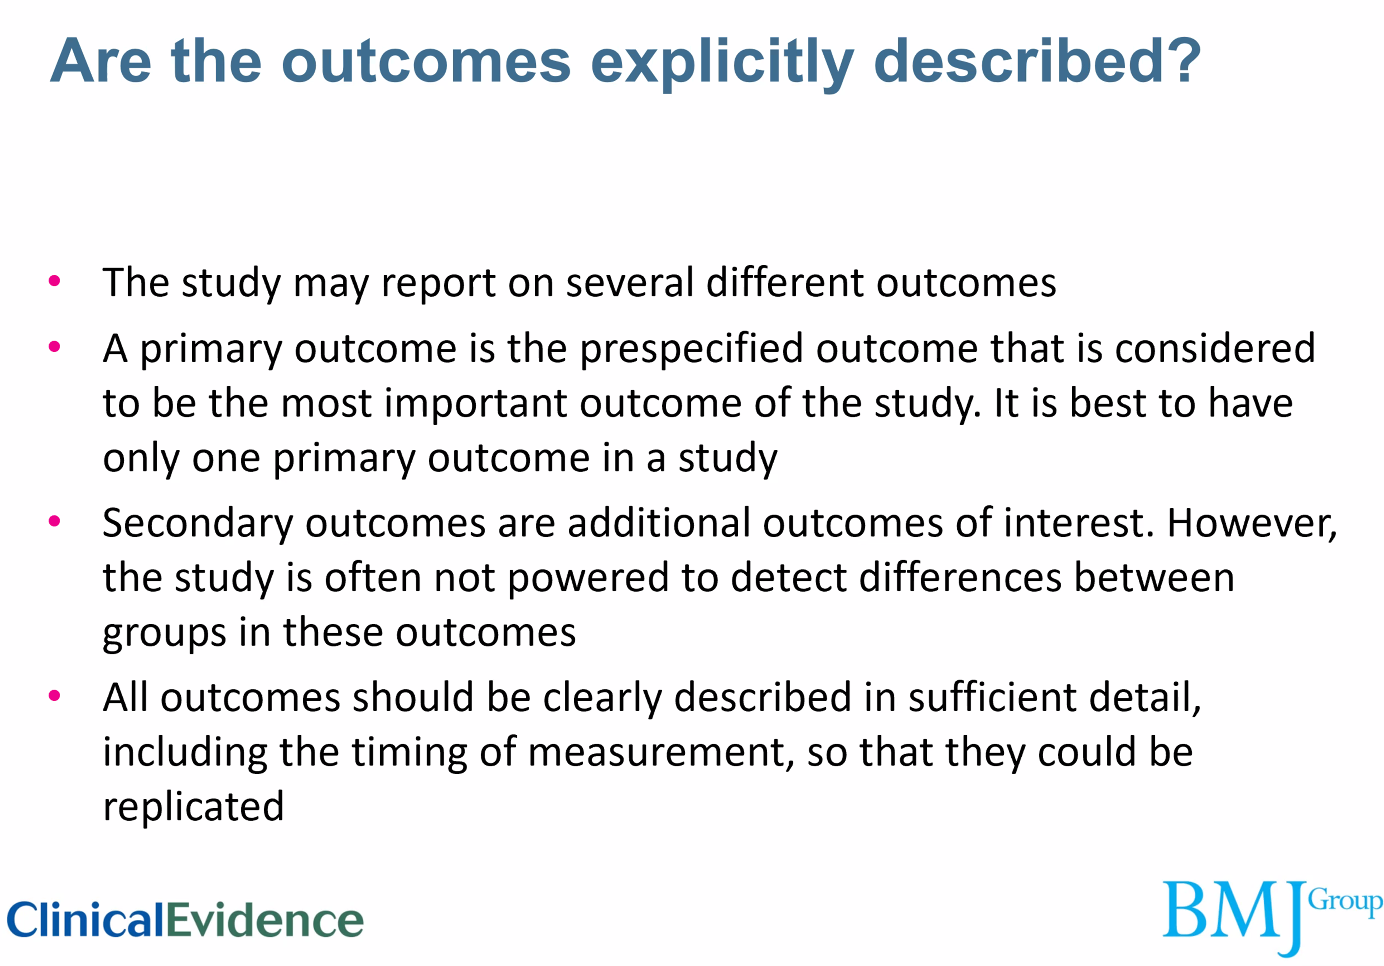 Are the outcomes explicitly described?
• The study may report on several different outcomes
• A primary outcome is the prespecified outcome that is considered
to be the most important outcome of the study. It is best to have
only one primary outcome in a study
• Secondary outcomes are additional outcomes of interest. However,
the study is often not powered to detect differences between
groups in these outcomes
• All outcomes should be clearly described in sufficient detail,
including the timing of measurement, so that they could be
replicated
ClinicalEvidence
BMJ Group